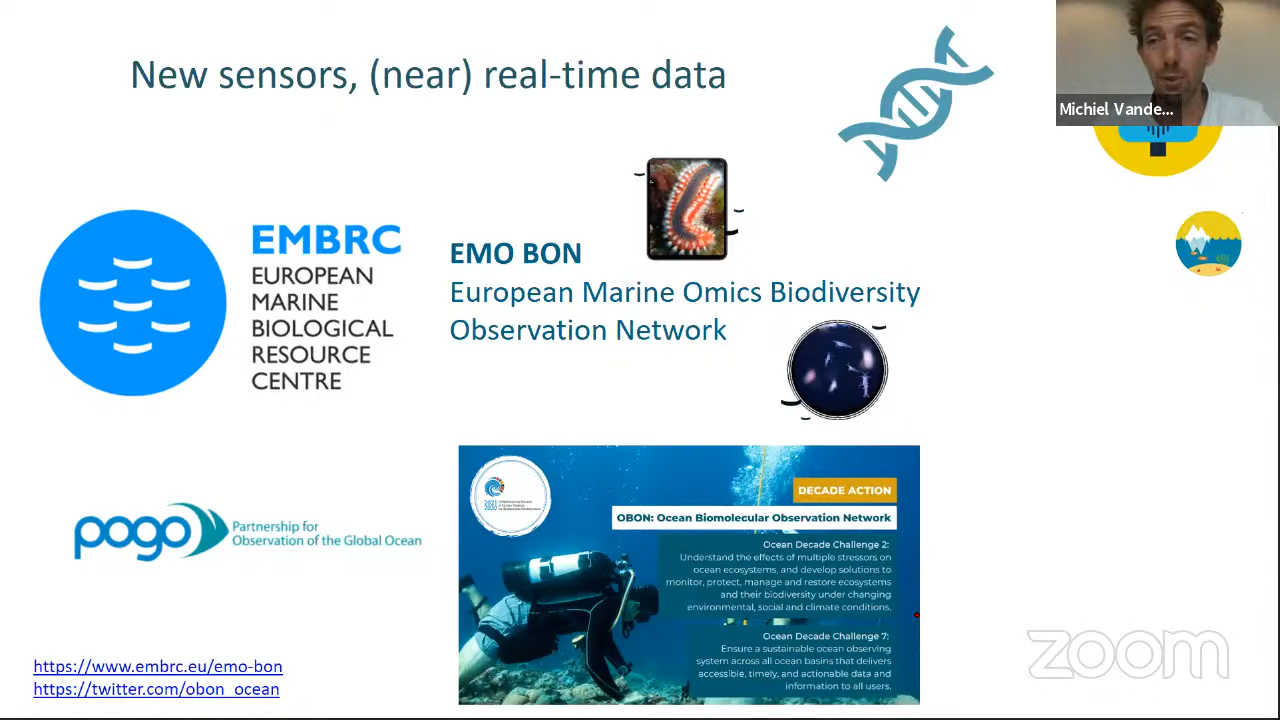 New sensors, (near) real-time data
Michiel Vande...
EMBRC
EUROPEAN
MARINE
BIOLOGICAL
RESOURCE
CENTRE
EMO BON
European Marine Omics Biodiversity
Observation Network
pogo
Partnership for
Observation of the Global Ocean
DECADE ACTION
OBON: Ocean Biomolecular Observation Network
Ocean Decade Challenge 2:
Understand the effects of multiple stressors on
ocean ecosystems, and develop solutions to
monitor, protect, manage and restore ecosystems
and their biodiversity under changing
environmental, social and climate conditions.
Ocean Decade Challenge 7:
Ensure a sustainable ocean observing
system across all ocean basins that delivers
accessible, timely, and actionable data and
information to all users.
https://www.embrc.eu/emo-bon
https://twitter.com/obon_ocean
zoom